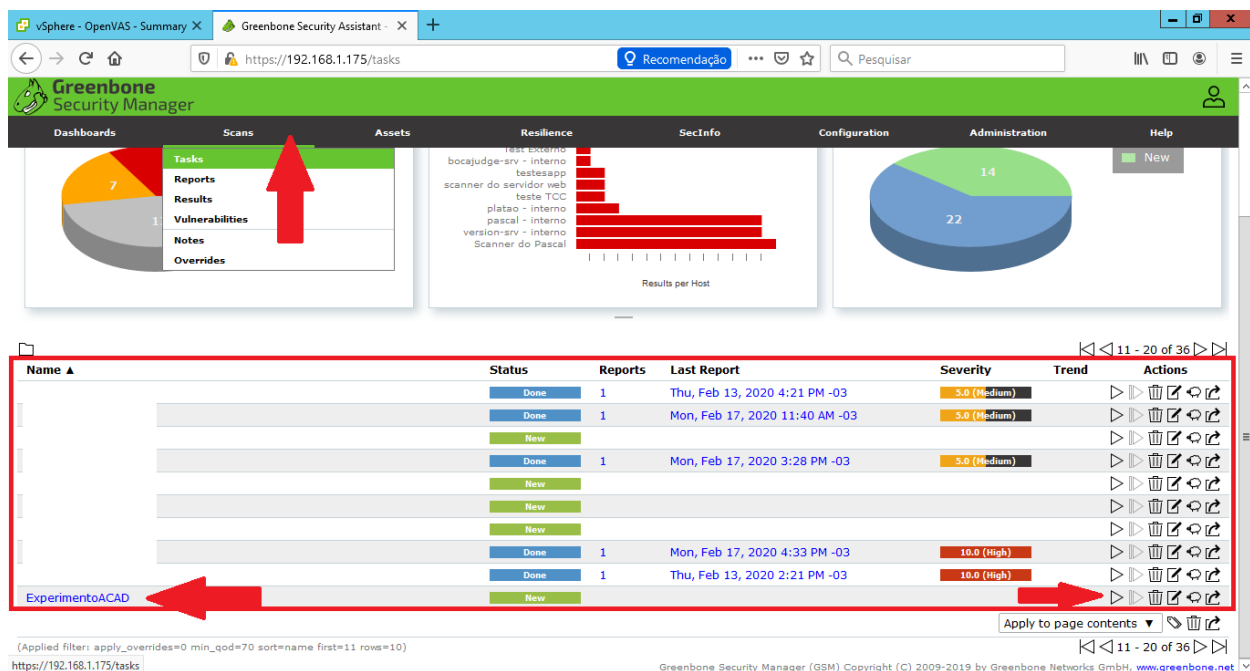 vSphere - OpenVAS - Summary
Greenbone Security Assistant -
https://192.168.1.175/tasks
Recomendação
Pesquisar
Greenbone
Security Manager
Dashboards Scans Assets Resilience SecInfo Configuration Administration Help
Tasks
Reports
Results
Vulnerabilities
Notes
Overrides
7
Test Externo
bocajudge-srv - interno
testesapp
scanner do servidor web
teste TCC
platao - interno
pascal - interno
version-srv - interno
Scanner do Pascal
Results per Host
14
22
New
11 - 20 of 36
Name ▲ Status Reports Last Report Severity Trend Actions
Done 1 Thu, Feb 13, 2020 4:21 PM -03 5.0 (Medium)
Done 1 Mon, Feb 17, 2020 11:40 AM -03 5.0 (Medium)
New
Done 1 Mon, Feb 17, 2020 3:28 PM -03 5.0 (Medium)
New
New
New
Done 1 Mon, Feb 17, 2020 4:33 PM -03 10.0 (High)
Done 1 Thu, Feb 13, 2020 2:21 PM -03 10.0 (High)
ExperimentoACAD New
Apply to page contents ▼
(Applied filter: apply_overrides=0 min_qod=70 sort=name first=11 rows=10)
11 - 20 of 36
https://192.168.1.175/tasks
Greenbone Security Manager (GSM) Copyright (C) 2009-2019 by Greenbone Networks GmbH, www.greenbone.net